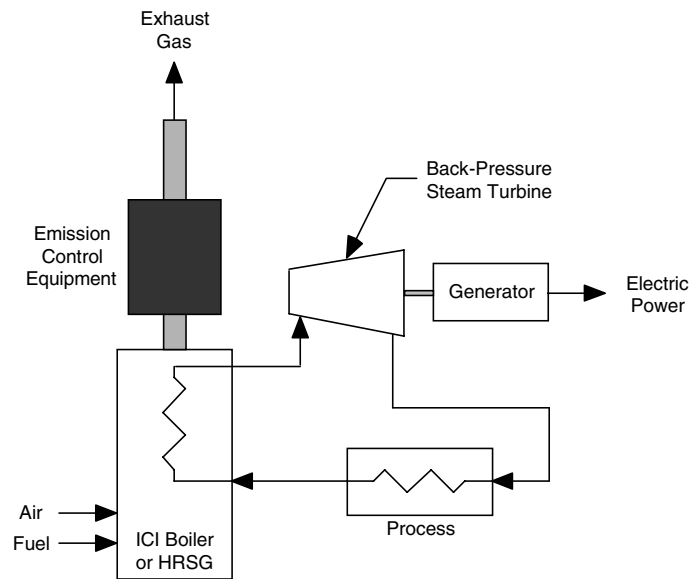 Exhaust
Gas
Back-Pressure
Steam Turbine
Emission
Control
Equipment
Generator
Electric
Power
Air
Fuel
ICI Boiler
or HRSG
Process